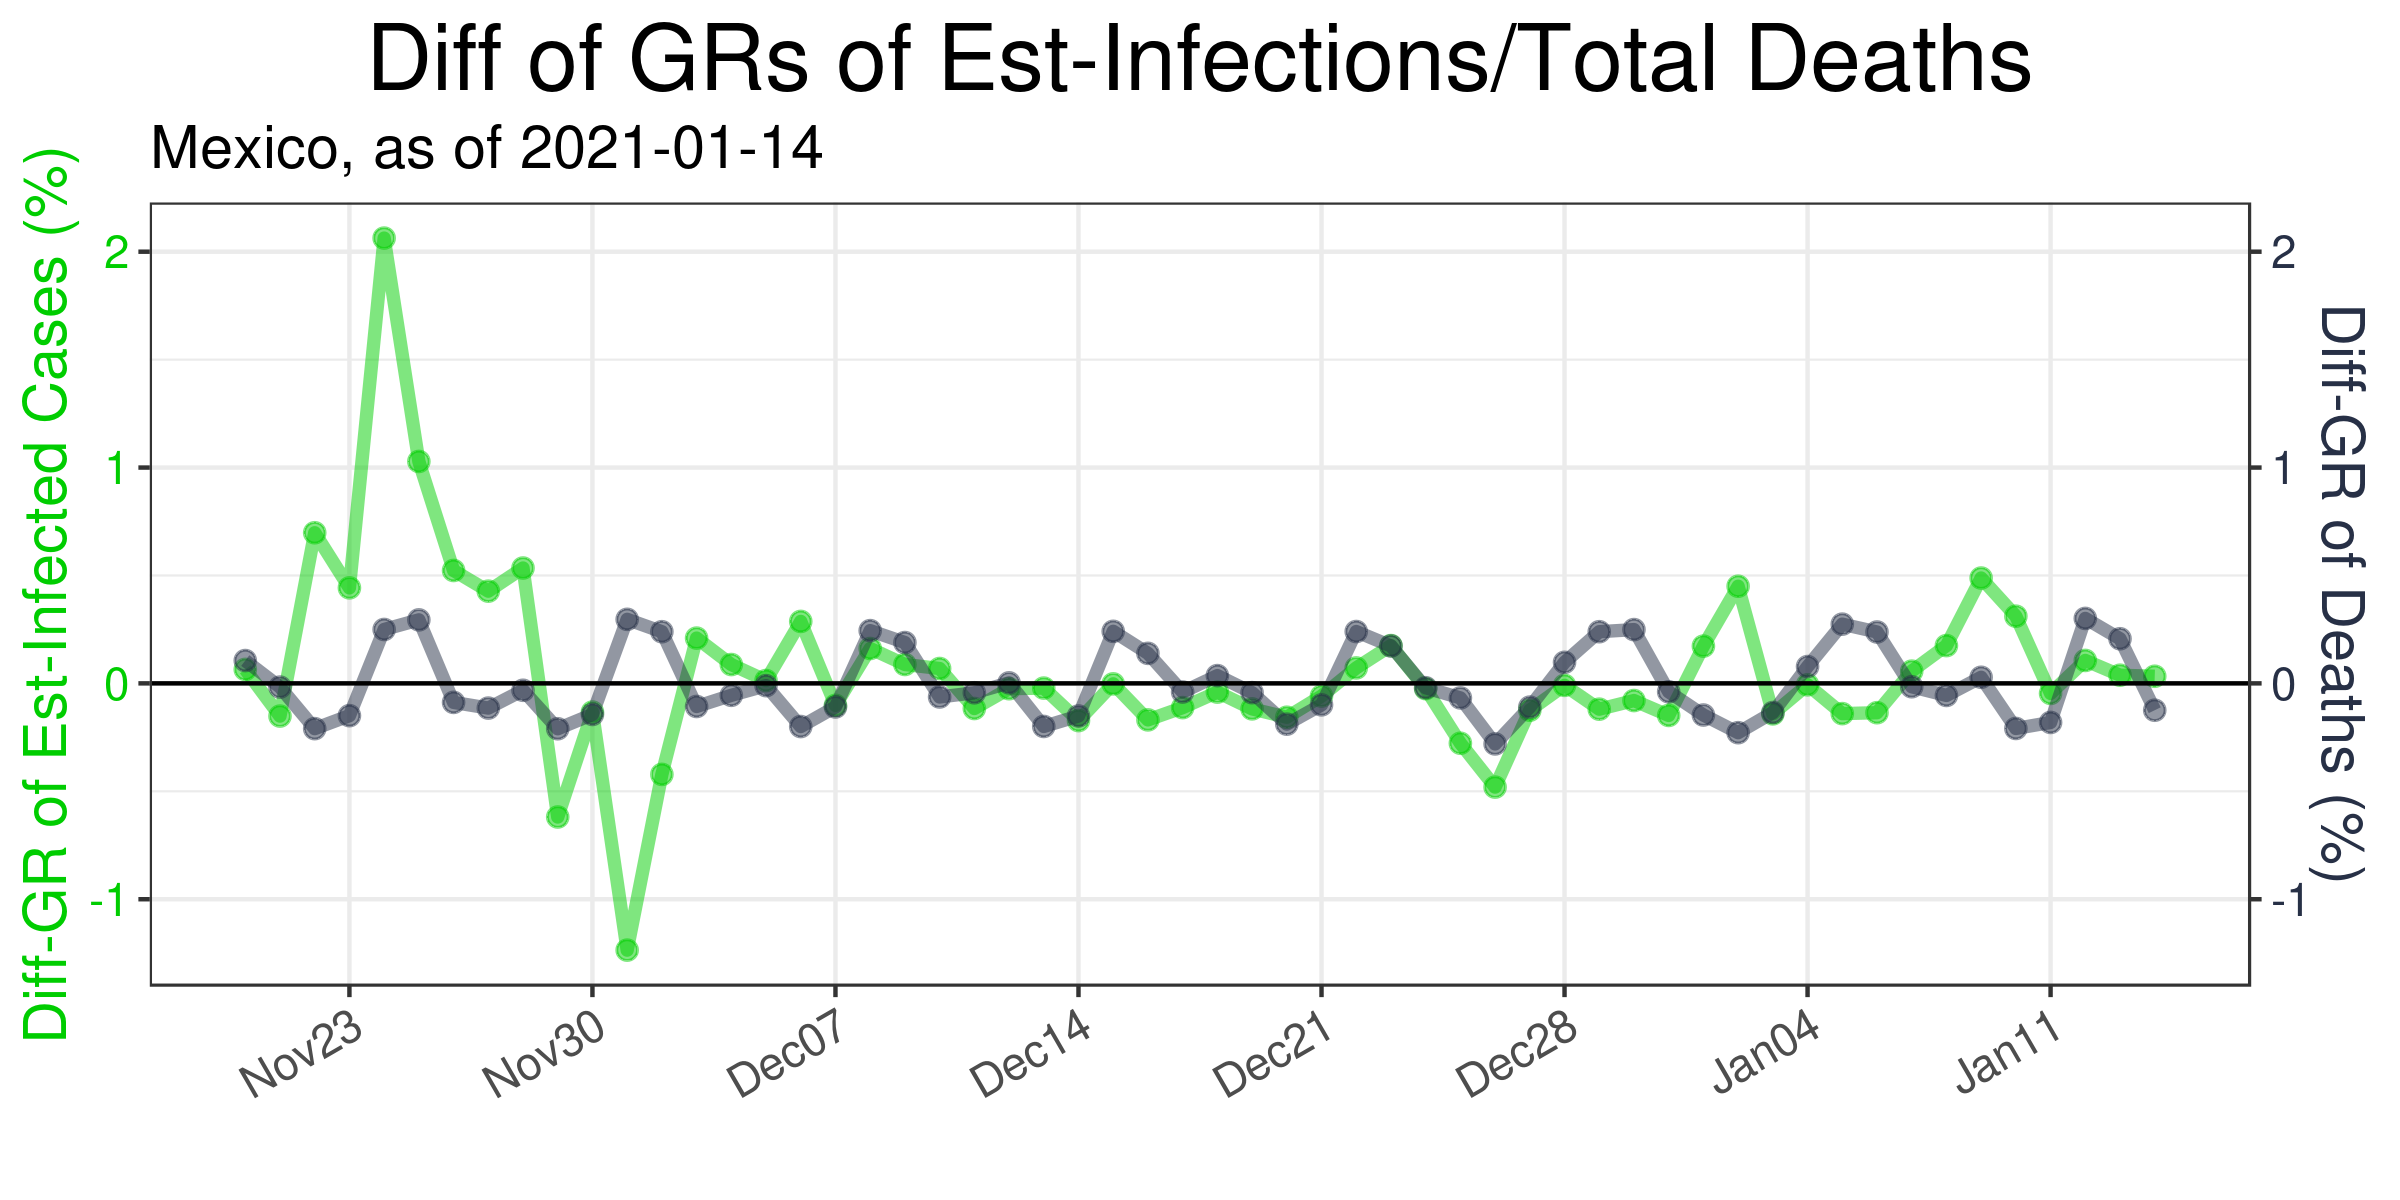 Diff of GRs of Est-Infections/Total Deaths
Mexico, as of 2021-01-14
Diff-GR of Est-Infected Cases (%)
2
1
0
-1
2
1
0
-1
Diff-GR of Deaths (%)
Nov23
Nov30
Dec07
Dec14
Dec21
Dec28
Jan04
Jan11